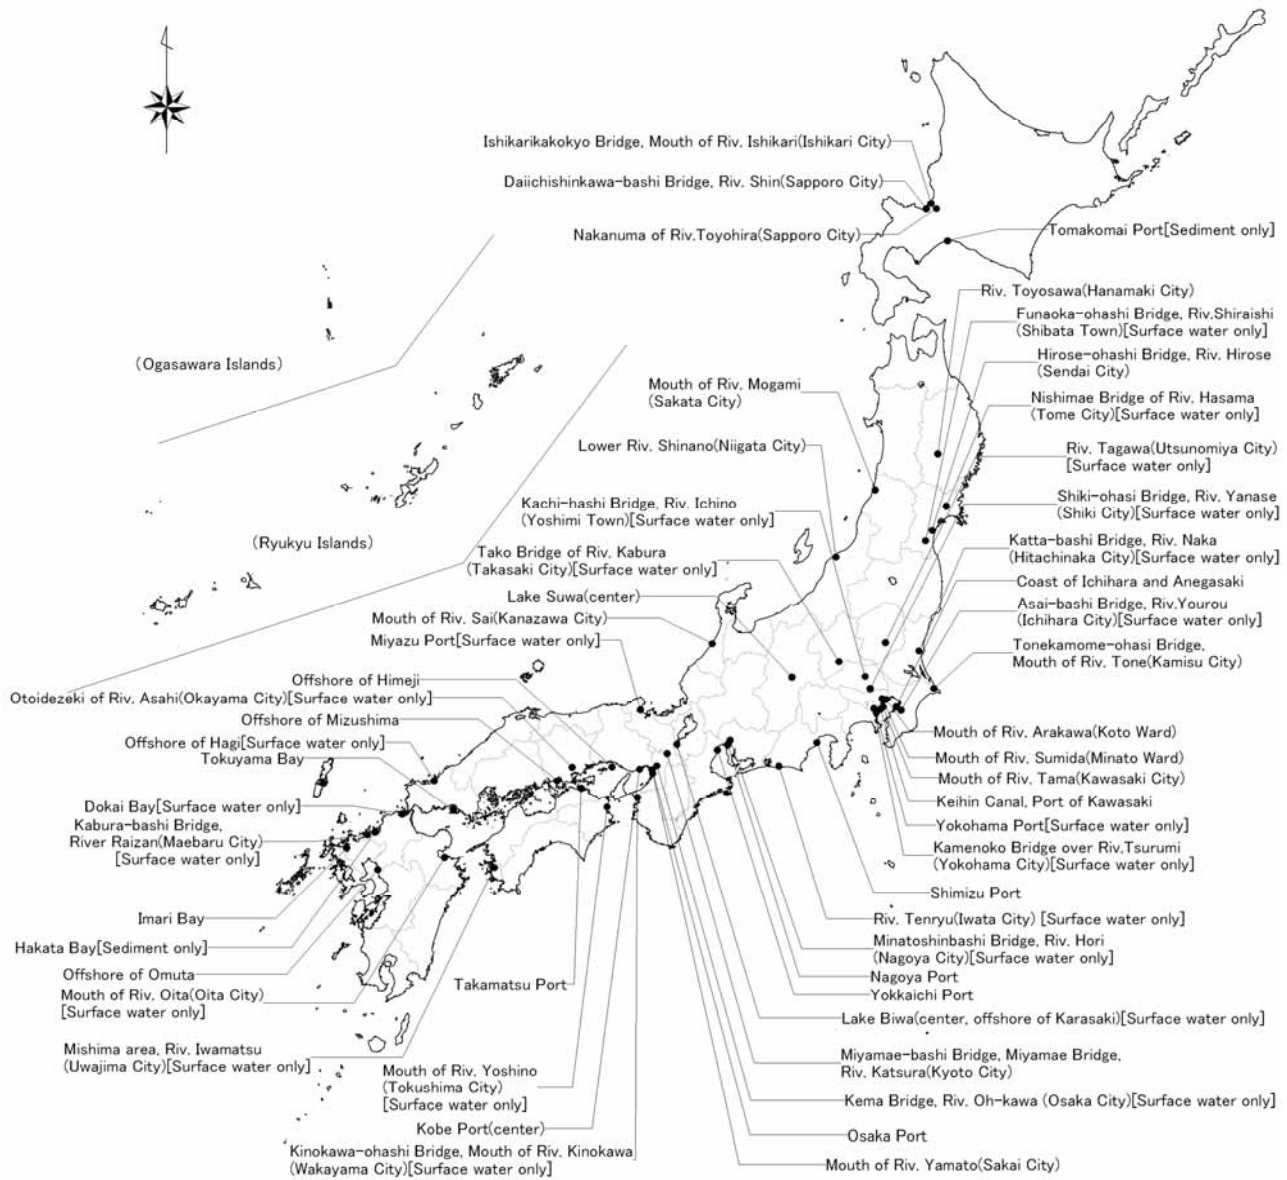 Ishikarikakokyo Bridge, Mouth of Riv. Ishikari(Ishikari City)
Daiichishinkawa-bashi Bridge, Riv. Shin(Sapporo City)
Nakanuma of Riv.Toyohira(Sapporo City)
Tomakomai Port[Sediment only]
Riv. Toyosawa(Hanamaki City)
Funaoka-ohashi Bridge, Riv.Shiraishi
(Shibata Town)[Surface water only]
Hirose-ohashi Bridge, Riv. Hirose
(Sendai City)
Nishimae Bridge of Riv. Hasama
(Tome City)[Surface water only]
Riv. Tagawa(Utsunomiya City)
[Surface water only]
Shiki-ohasi Bridge, Riv. Yanase
(Shiki City)[Surface water only]
Katta-bashi Bridge, Riv. Naka
(Hitachinaka City)[Surface water only]
Coast of Ichihara and Anegasaki
Asai-bashi Bridge, Riv.Yourou
(Ichihara City)[Surface water only]
Tonekamome-ohasi Bridge,
Mouth of Riv. Tone(Kamisu City)
(Ogasawara Islands)
(Ryukyu Islands)
Mouth of Riv. Mogami
(Sakata City)
Lower Riv. Shinano(Niigata City)
Kachi-hashi Bridge, Riv. Ichino
(Yoshimi Town)[Surface water only]
Tako Bridge of Riv. Kabura
(Takasaki City)[Surface water only]
Lake Suwa(center)
Mouth of Riv. Sai(Kanazawa City)
Miyazu Port[Surface water only]
Offshore of Himeji
Otoidezeki of Riv. Asahi(Okayama City)[Surface water only]
Offshore of Mizushima
Offshore of Hagi[Surface water only]
Tokuyama Bay
Dokai Bay[Surface water only]
Kabura-bashi Bridge,
River Raizan(Maebaru City)
[Surface water only]
Imari Bay
Hakata Bay[Sediment only]
Offshore of Omuta
Mouth of Riv. Oita(Oita City)
[Surface water only]
Mishima area, Riv. Iwamatsu
(Uwajima City)[Surface water only]
Takamatsu Port
Mouth of Riv. Yoshino
(Tokushima City)
[Surface water only]
Kobe Port(center)
Kinokawa-ohashi Bridge, Mouth of Riv. Kinokawa
(Wakayama City)[Surface water only]
Mouth of Riv. Arakawa(Koto Ward)
Mouth of Riv. Sumida(Minato Ward)
Mouth of Riv. Tama(Kawasaki City)
Keihin Canal, Port of Kawasaki
Yokohama Port[Surface water only]
Kamenoko Bridge over Riv.Tsurumi
(Yokohama City)[Surface water only]
Shimizu Port
Riv. Tenryu(Iwata City) [Surface water only]
Minatoshinbashi Bridge, Riv. Hori
(Nagoya City)[Surface water only]
Nagoya Port
Yokkaichi Port
Lake Biwa(center, offshore of Karasaki)[Surface water only]
Miyamae-bashi Bridge, Miyamae Bridge,
Riv. Katsura(Kyoto City)
Kema Bridge, Riv. Oh-kawa (Osaka City)[Surface water only]
Osaka Port
Mouth of Riv. Yamato(Sakai City)